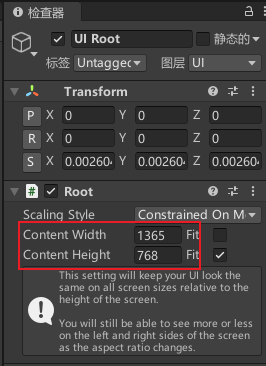 检查器
UI Root 静态的
标签 Untagged 图层 UI
Transform
P X 0 Y 0 Z 0
R X 0 Y 0 Z 0
S X 0.00260 Y 0.00260 Z 0.00260
# Root
Scaling Style Constrained On M
Content Width 1365 Fit
Content Height 768 Fit
This setting will keep your UI look the
same on all screen sizes relative to the
height of the screen.
You will still be able to see more or less
on the left and right sides of the screen
as the aspect ratio changes.